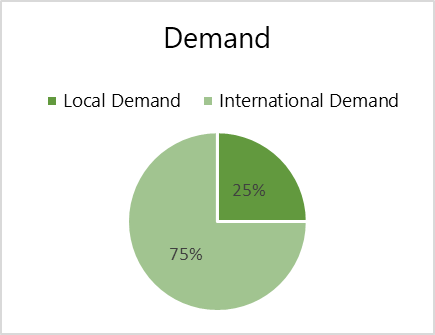 Demand
Local Demand International Demand
25%
75%